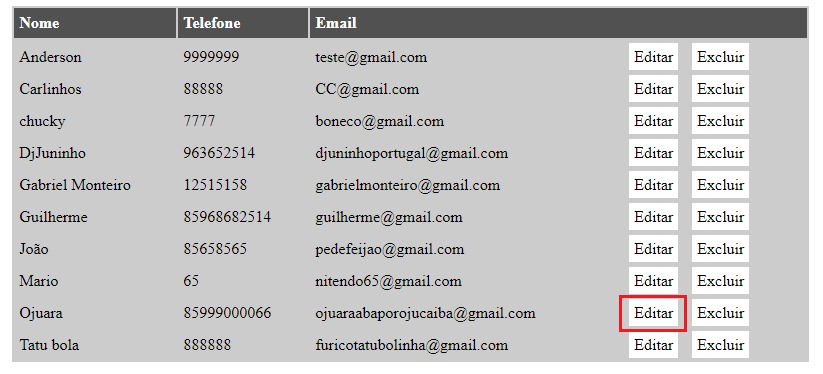 Nome Telefone Email
Anderson 9999999 teste@gmail.com Editar Excluir
Carlinhos 88888 CC@gmail.com Editar Excluir
chucky 7777 boneco@gmail.com Editar Excluir
DjJuninho 963652514 djuninhoportugal@gmail.com Editar Excluir
Gabriel Monteiro 12515158 gabrielmonteiro@gmail.com Editar Excluir
Guilherme 85968682514 guilherme@gmail.com Editar Excluir
João 85658565 pedefeijao@gmail.com Editar Excluir
Mario 65 nitendo65@gmail.com Editar Excluir
Ojuara 85999000066 ojuaraabaporojucaiba@gmail.com Editar Excluir
Tatu bola 888888 furicotatubolinha@gmail.com Editar Excluir